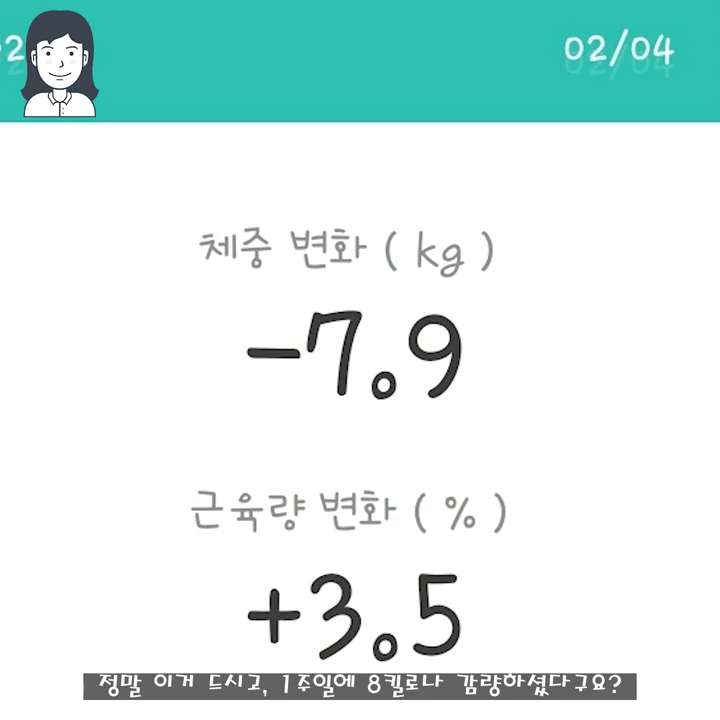 2
02/04
체중 변화 ( kg )
-7.9
근육량 변화 ( % )
+3.5
정말 이거 드시고, 1주일에 8킬로나 감량하셨다구요?